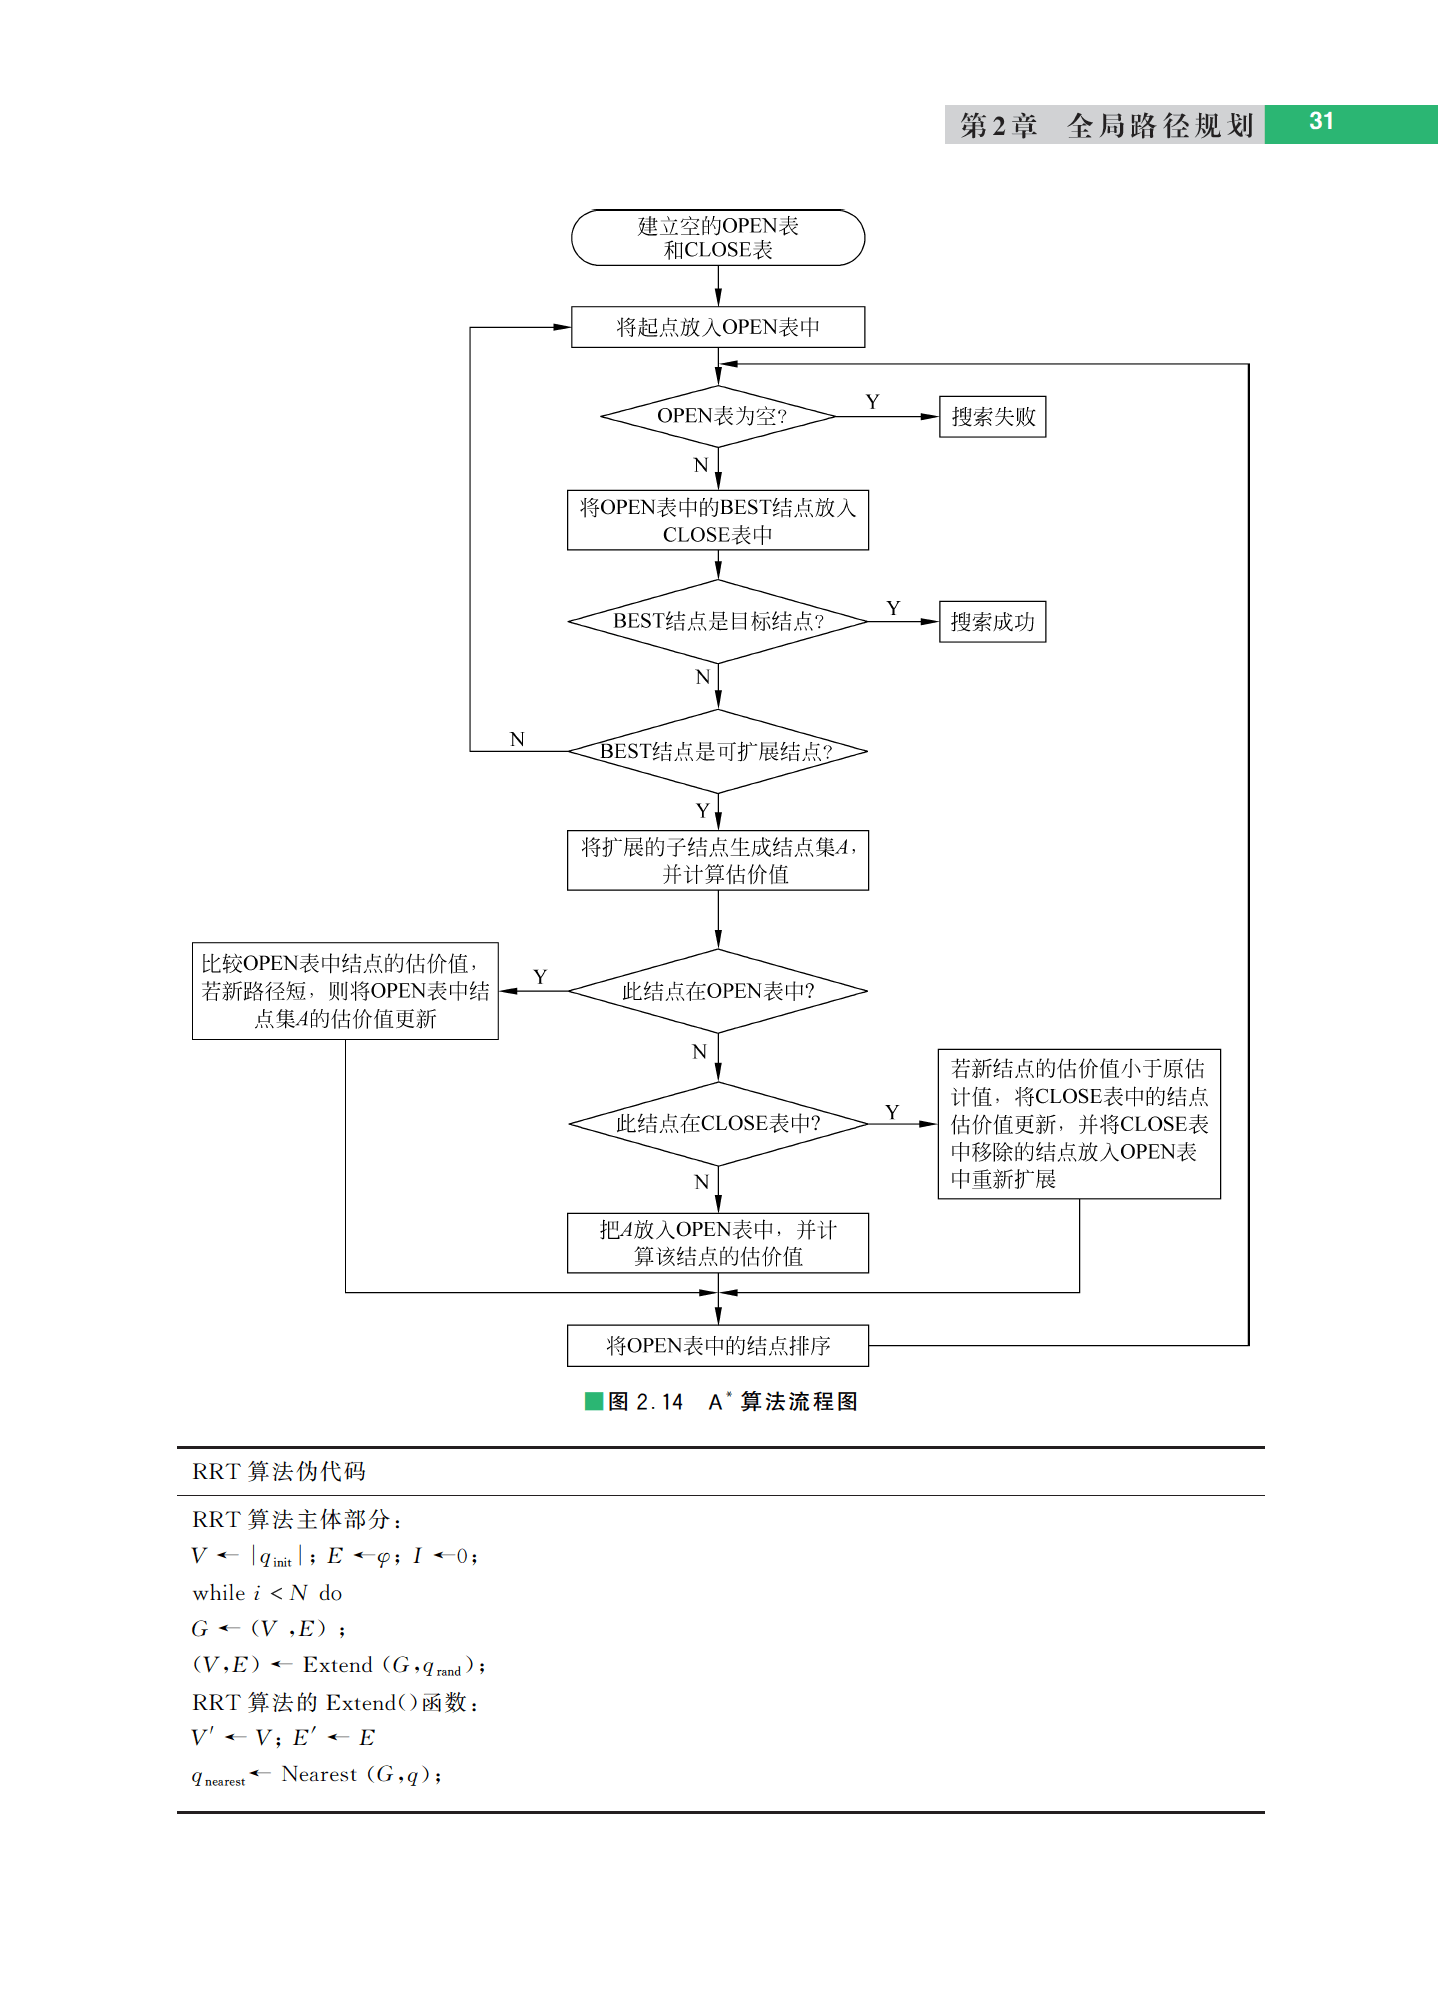 第2章 全局路径规划 31
建立空的OPEN表
和CLOSE表
将起点放入OPEN表中
OPEN表为空?
Y
搜索失败
N
将OPEN表中的BEST结点放入
CLOSE表中
BEST结点是目标结点?
Y
搜索成功
N
BEST结点是可扩展结点?
N
Y
将扩展的子结点生成结点集A，
并计算估价值
此结点在OPEN表中?
Y
比较OPEN表中结点的估价值，
若新路径短，则将OPEN表中结
点集A的估价值更新
N
此结点在CLOSE表中?
Y
若新结点的估价值小于原估
计值，将CLOSE表中的结点
估价值更新，并将CLOSE表
中移除的结点放入OPEN表
中重新扩展
N
把A放入OPEN表中，并计
算该结点的估价值
将OPEN表中的结点排序
图 2.14 A* 算法流程图
RRT 算法伪代码
RRT 算法主体部分：
V ← |q init|；E ←φ；I ←0；
while i < N do
G ← (V ,E)；
(V,E) ← Extend (G,q rand)；
RRT 算法的 Extend()函数：
V′ ← V；E′ ← E
q nearest ← Nearest (G,q)；